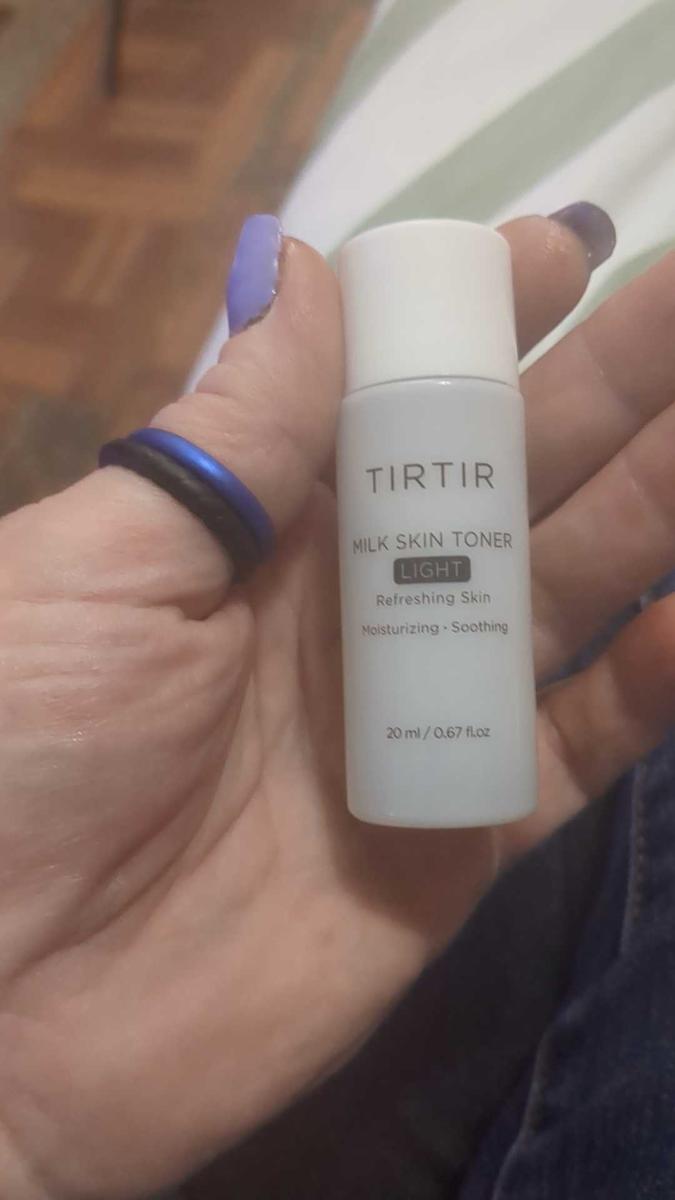 TIRTIR
MILK SKIN TONER
LIGHT
Refreshing Skin
Moisturizing · Soothing
20 ml / 0.67 fl.oz